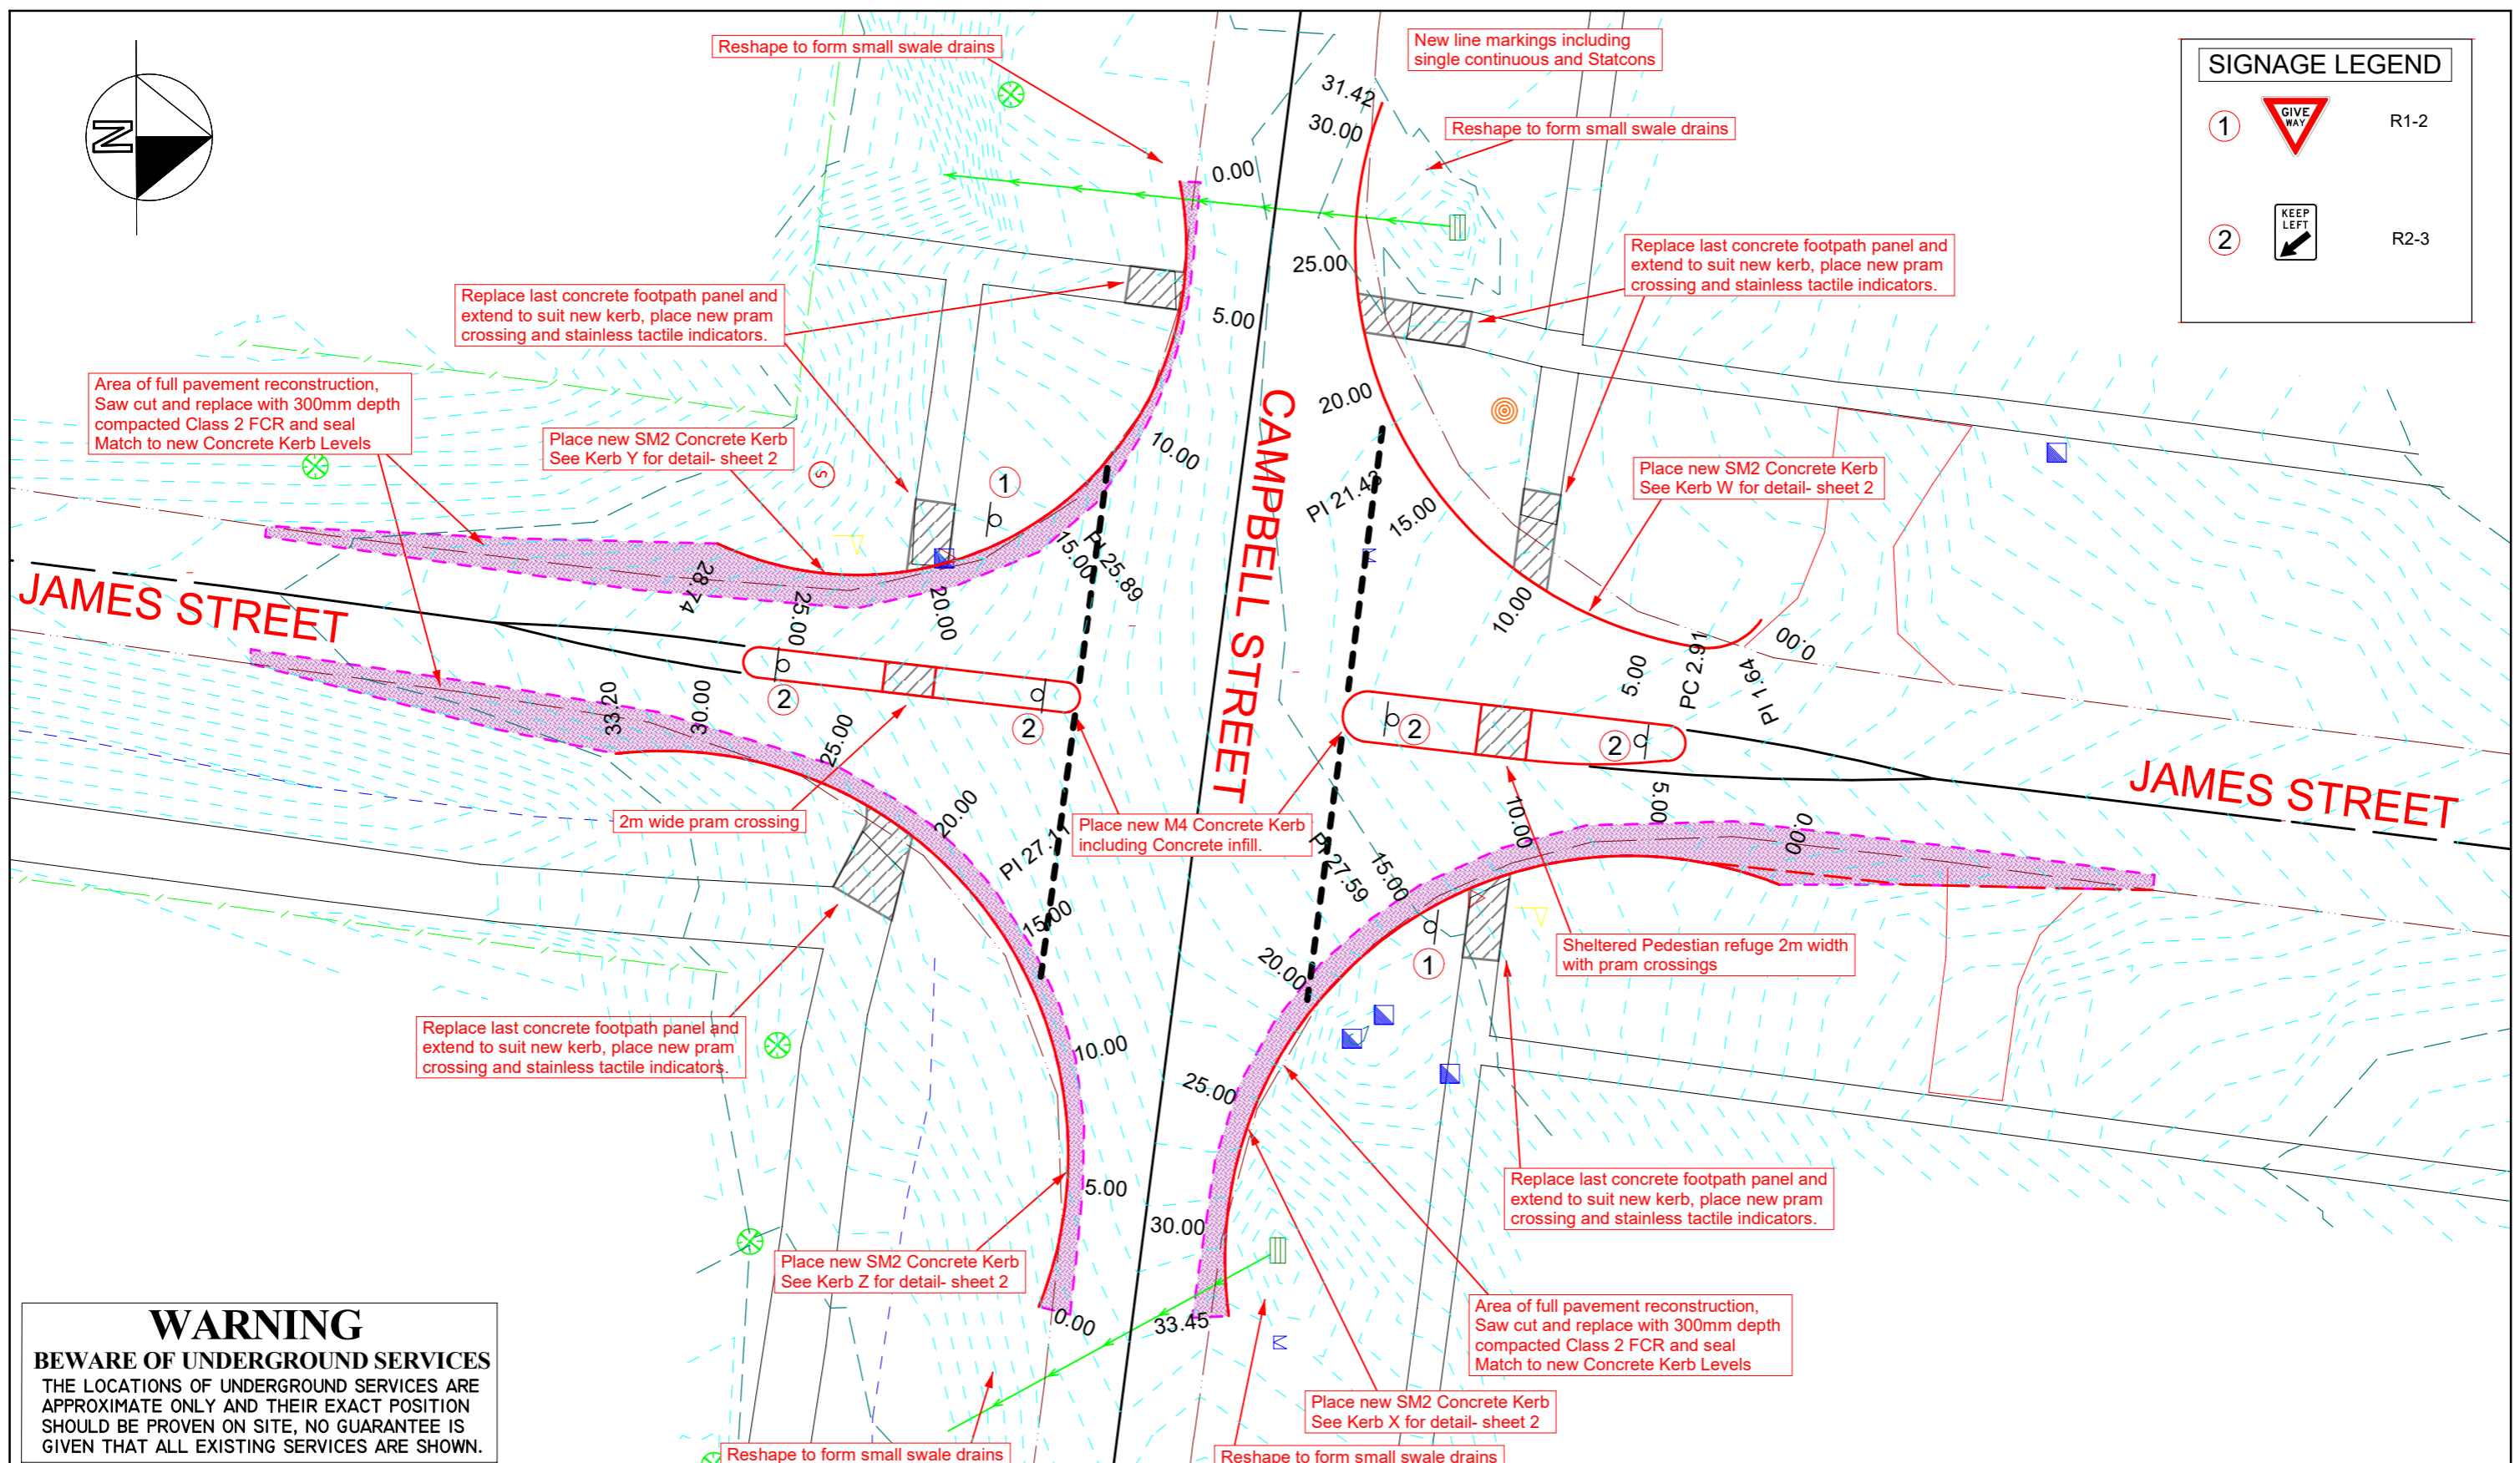 Reshape to form small swale drains
New line markings including
single continuous and Statcons
SIGNAGE LEGEND
1
GIVE
WAY
R1-2
2
KEEP
LEFT
R2-3
N
31.42
30.00
Reshape to form small swale drains
0.00
25.00
5.00
Replace last concrete footpath panel and
extend to suit new kerb, place new pram
crossing and stainless tactile indicators.
Replace last concrete footpath panel and
extend to suit new kerb, place new pram
crossing and stainless tactile indicators.
Area of full pavement reconstruction,
Saw cut and replace with 300mm depth
compacted Class 2 FCR and seal
Match to new Concrete Kerb Levels
Place new SM2 Concrete Kerb
See Kerb Y for detail- sheet 2
S
1
10.00
20.00
CAMPBELL STREET
PI 21.43
15.00
Place new SM2 Concrete Kerb
See Kerb W for detail- sheet 2
JAMES STREET
28.74
25.00
20.00
15.00
PI 25.89
10.00
5.00
PC 2.91
PI 1.64
0.00
2
2
2
2
33.20
30.00
25.00
20.00
PI 27.11
15.00
2m wide pram crossing
Place new M4 Concrete Kerb
including Concrete infill.
PI 27.59
15.00
10.00
5.00
0.00
JAMES STREET
20.00
1
Sheltered Pedestian refuge 2m width
with pram crossings
Replace last concrete footpath panel and
extend to suit new kerb, place new pram
crossing and stainless tactile indicators.
10.00
25.00
5.00
30.00
Replace last concrete footpath panel and
extend to suit new kerb, place new pram
crossing and stainless tactile indicators.
Place new SM2 Concrete Kerb
See Kerb Z for detail- sheet 2
0.00
33.45
Area of full pavement reconstruction,
Saw cut and replace with 300mm depth
compacted Class 2 FCR and seal
Match to new Concrete Kerb Levels
Place new SM2 Concrete Kerb
See Kerb X for detail- sheet 2
Reshape to form small swale drains
Reshape to form small swale drains
WARNING
BEWARE OF UNDERGROUND SERVICES
THE LOCATIONS OF UNDERGROUND SERVICES ARE
APPROXIMATE ONLY AND THEIR EXACT POSITION
SHOULD BE PROVEN ON SITE, NO GUARANTEE IS
GIVEN THAT ALL EXISTING SERVICES ARE SHOWN.